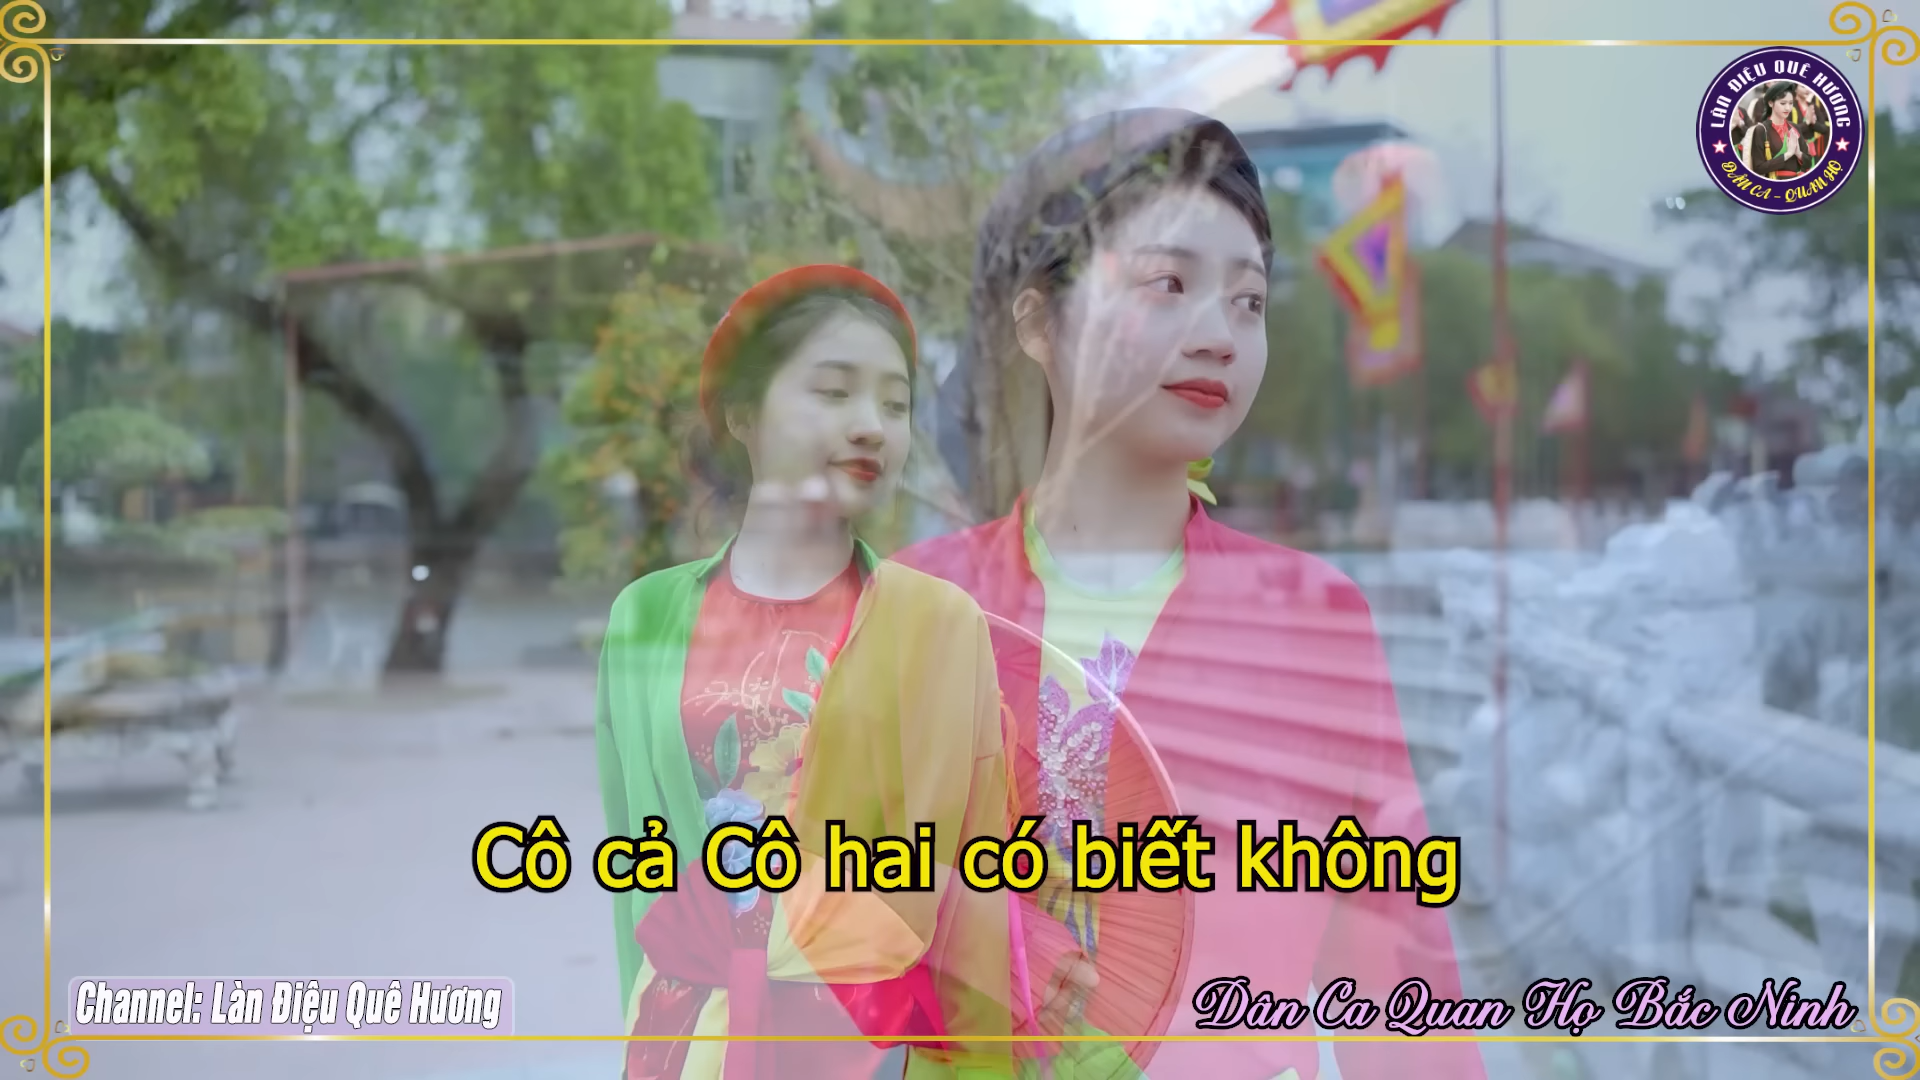 LÀN ĐIỆU QUÊ HƯƠNG
DÂN CA - QUAN HỌ
Cô cả Cô hai có biết không
Channel: Làn Điệu Quê Hương
Dân Ca Quan Họ Bắc Ninh